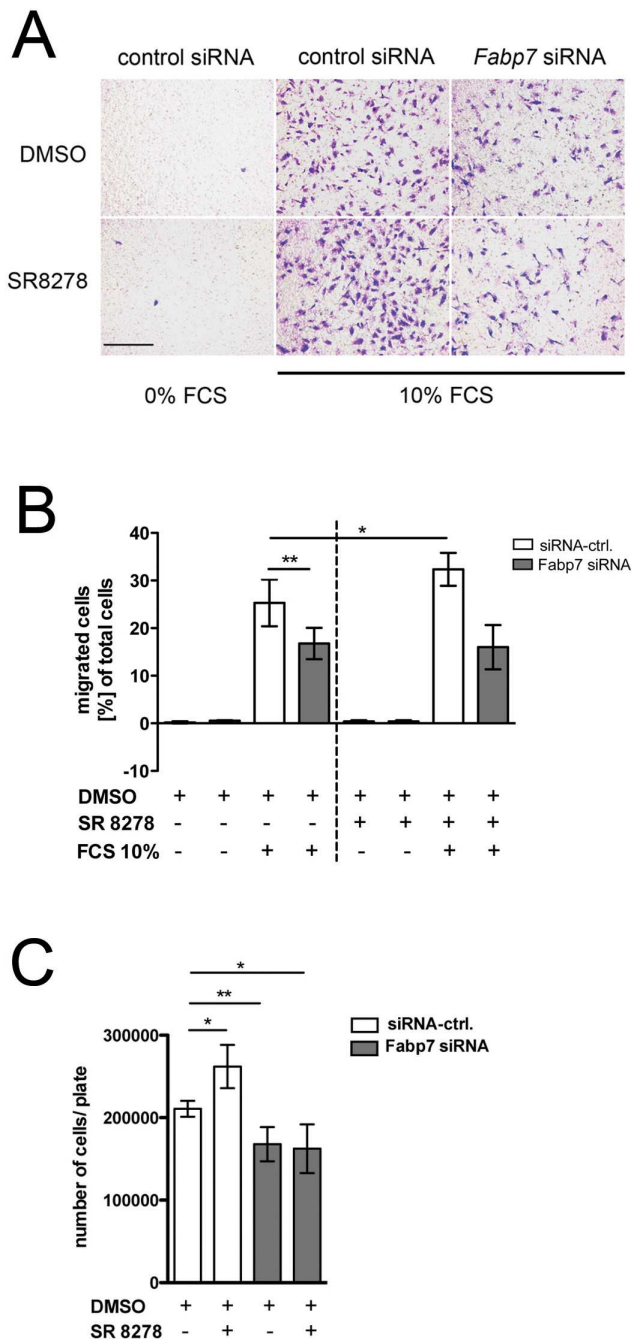 A
control siRNA control siRNA Fabp7 siRNA
DMSO
SR8278
0% FCS 10% FCS
B
40
30
20
10
0
-10
migrated cells
[%] of total cells
*
**
siRNA-ctrl.
Fabp7 siRNA
DMSO + + + + + + + +
SR 8278 - - - - + + + +
FCS 10% - - + + - - + +
C
*
**
*
300000
200000
100000
0
number of cells/ plate
siRNA-ctrl.
Fabp7 siRNA
DMSO + + + +
SR 8278 - + - +